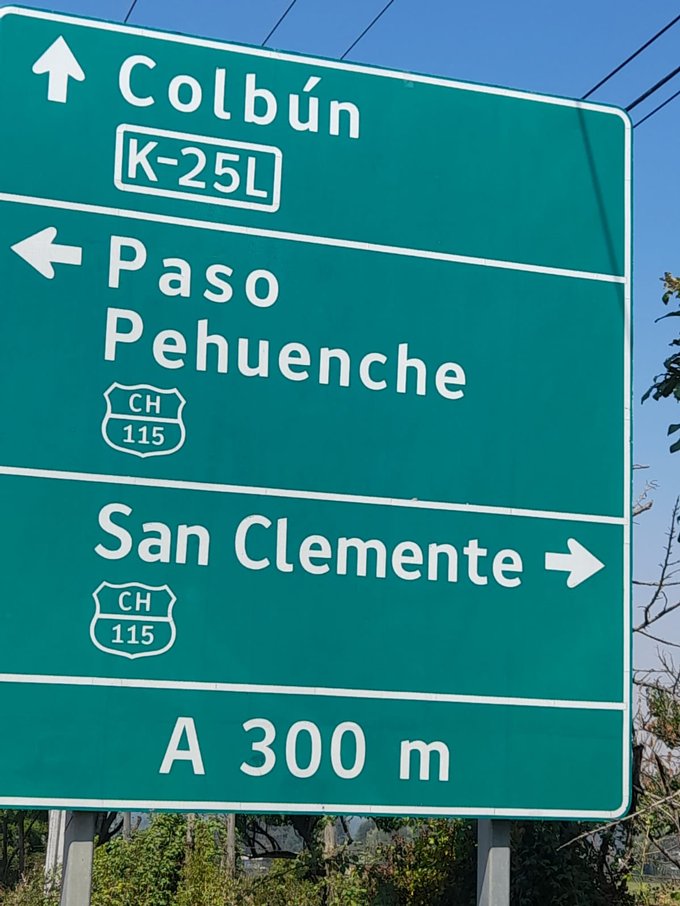 Colbún
K-25L
Paso
Pehuenche
CH
115
San Clemente
CH
115
A 300 m